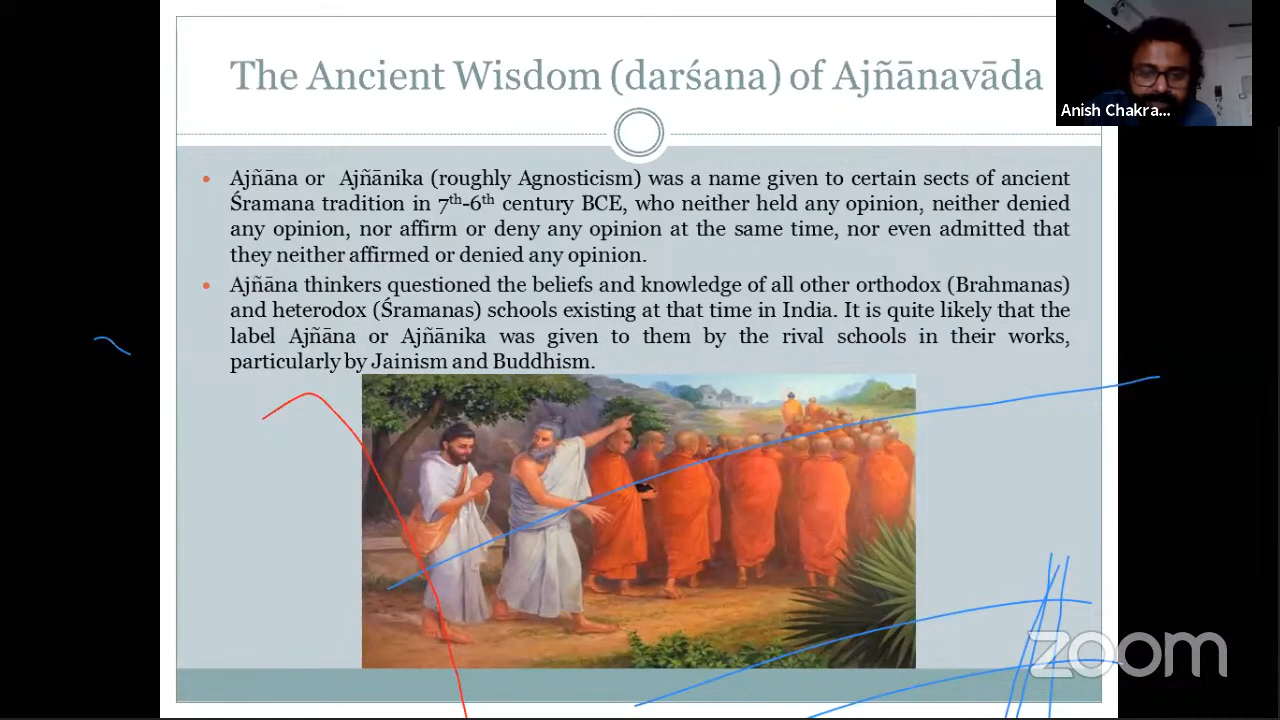 The Ancient Wisdom (darśana) of Ajñānavāda
Anish Chakra...
• Ajñāna or Ajñānika (roughly Agnosticism) was a name given to certain sects of ancient
Śramana tradition in 7th-6th century BCE, who neither held any opinion, neither denied
any opinion, nor affirm or deny any opinion at the same time, nor even admitted that
they neither affirmed or denied any opinion.
• Ajñāna thinkers questioned the beliefs and knowledge of all other orthodox (Brahmanas)
and heterodox (Śramanas) schools existing at that time in India. It is quite likely that the
label Ajñāna or Ajñānika was given to them by the rival schools in their works,
particularly by Jainism and Buddhism.
zoom